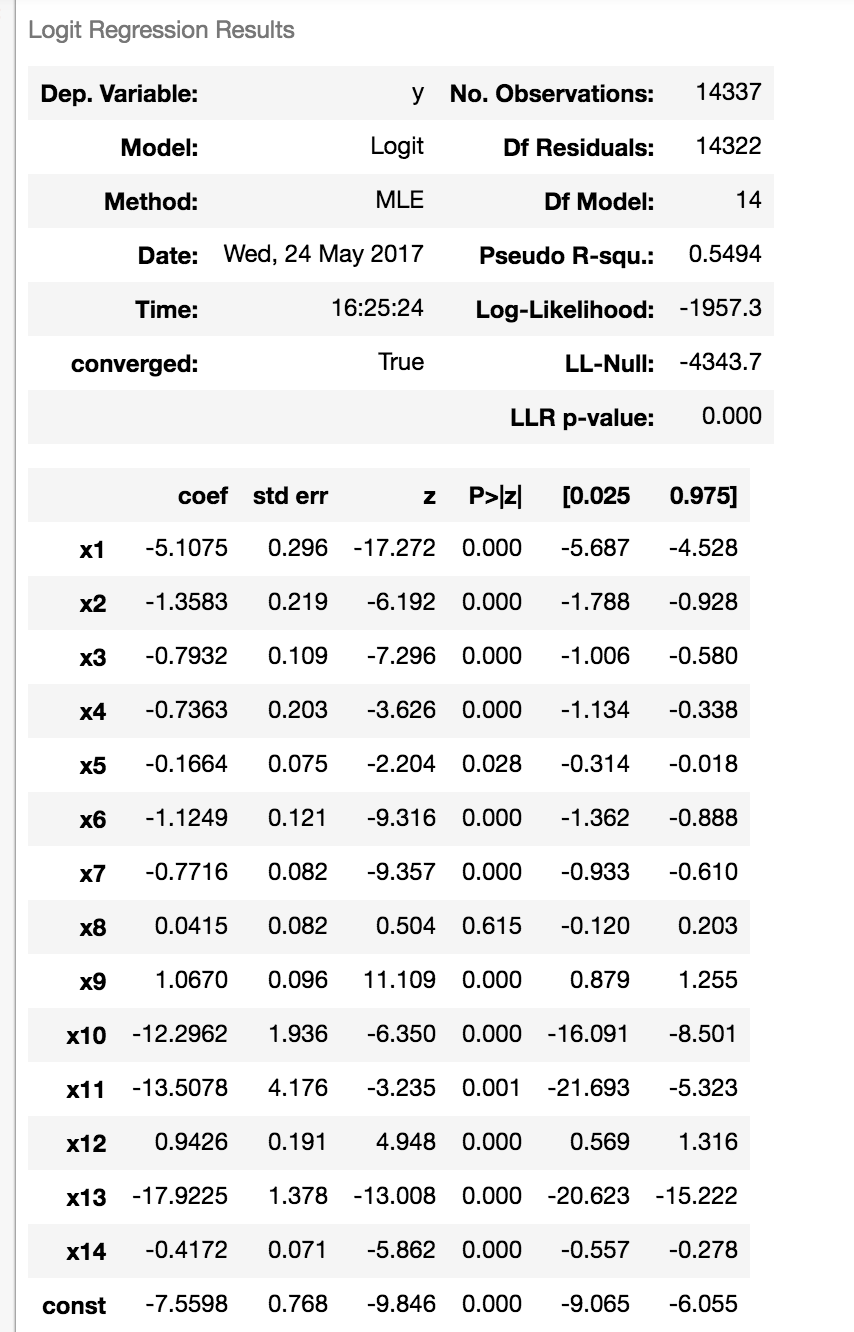 Logit Regression Results
Dep. Variable: y No. Observations: 14337
Model: Logit Df Residuals: 14322
Method: MLE Df Model: 14
Date: Wed, 24 May 2017 Pseudo R-squ.: 0.5494
Time: 16:25:24 Log-Likelihood: -1957.3
converged: True LL-Null: -4343.7
LLR p-value: 0.000
coef std err z P>|z| [0.025 0.975]
x1 -5.1075 0.296 -17.272 0.000 -5.687 -4.528
x2 -1.3583 0.219 -6.192 0.000 -1.788 -0.928
x3 -0.7932 0.109 -7.296 0.000 -1.006 -0.580
x4 -0.7363 0.203 -3.626 0.000 -1.134 -0.338
x5 -0.1664 0.075 -2.204 0.028 -0.314 -0.018
x6 -1.1249 0.121 -9.316 0.000 -1.362 -0.888
x7 -0.7716 0.082 -9.357 0.000 -0.933 -0.610
x8 0.0415 0.082 0.504 0.615 -0.120 0.203
x9 1.0670 0.096 11.109 0.000 0.879 1.255
x10 -12.2962 1.936 -6.350 0.000 -16.091 -8.501
x11 -13.5078 4.176 -3.235 0.001 -21.693 -5.323
x12 0.9426 0.191 4.948 0.000 0.569 1.316
x13 -17.9225 1.378 -13.008 0.000 -20.623 -15.222
x14 -0.4172 0.071 -5.862 0.000 -0.557 -0.278
const -7.5598 0.768 -9.846 0.000 -9.065 -6.055